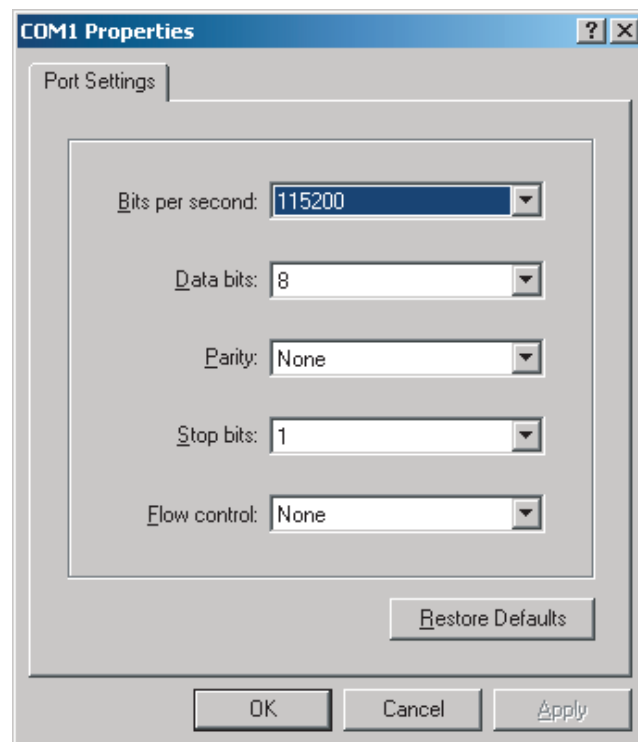 COM1 Properties
Port Settings
Bits per second: 115200
Data bits: 8
Parity: None
Stop bits: 1
Flow control: None
Restore Defaults
OK Cancel Apply